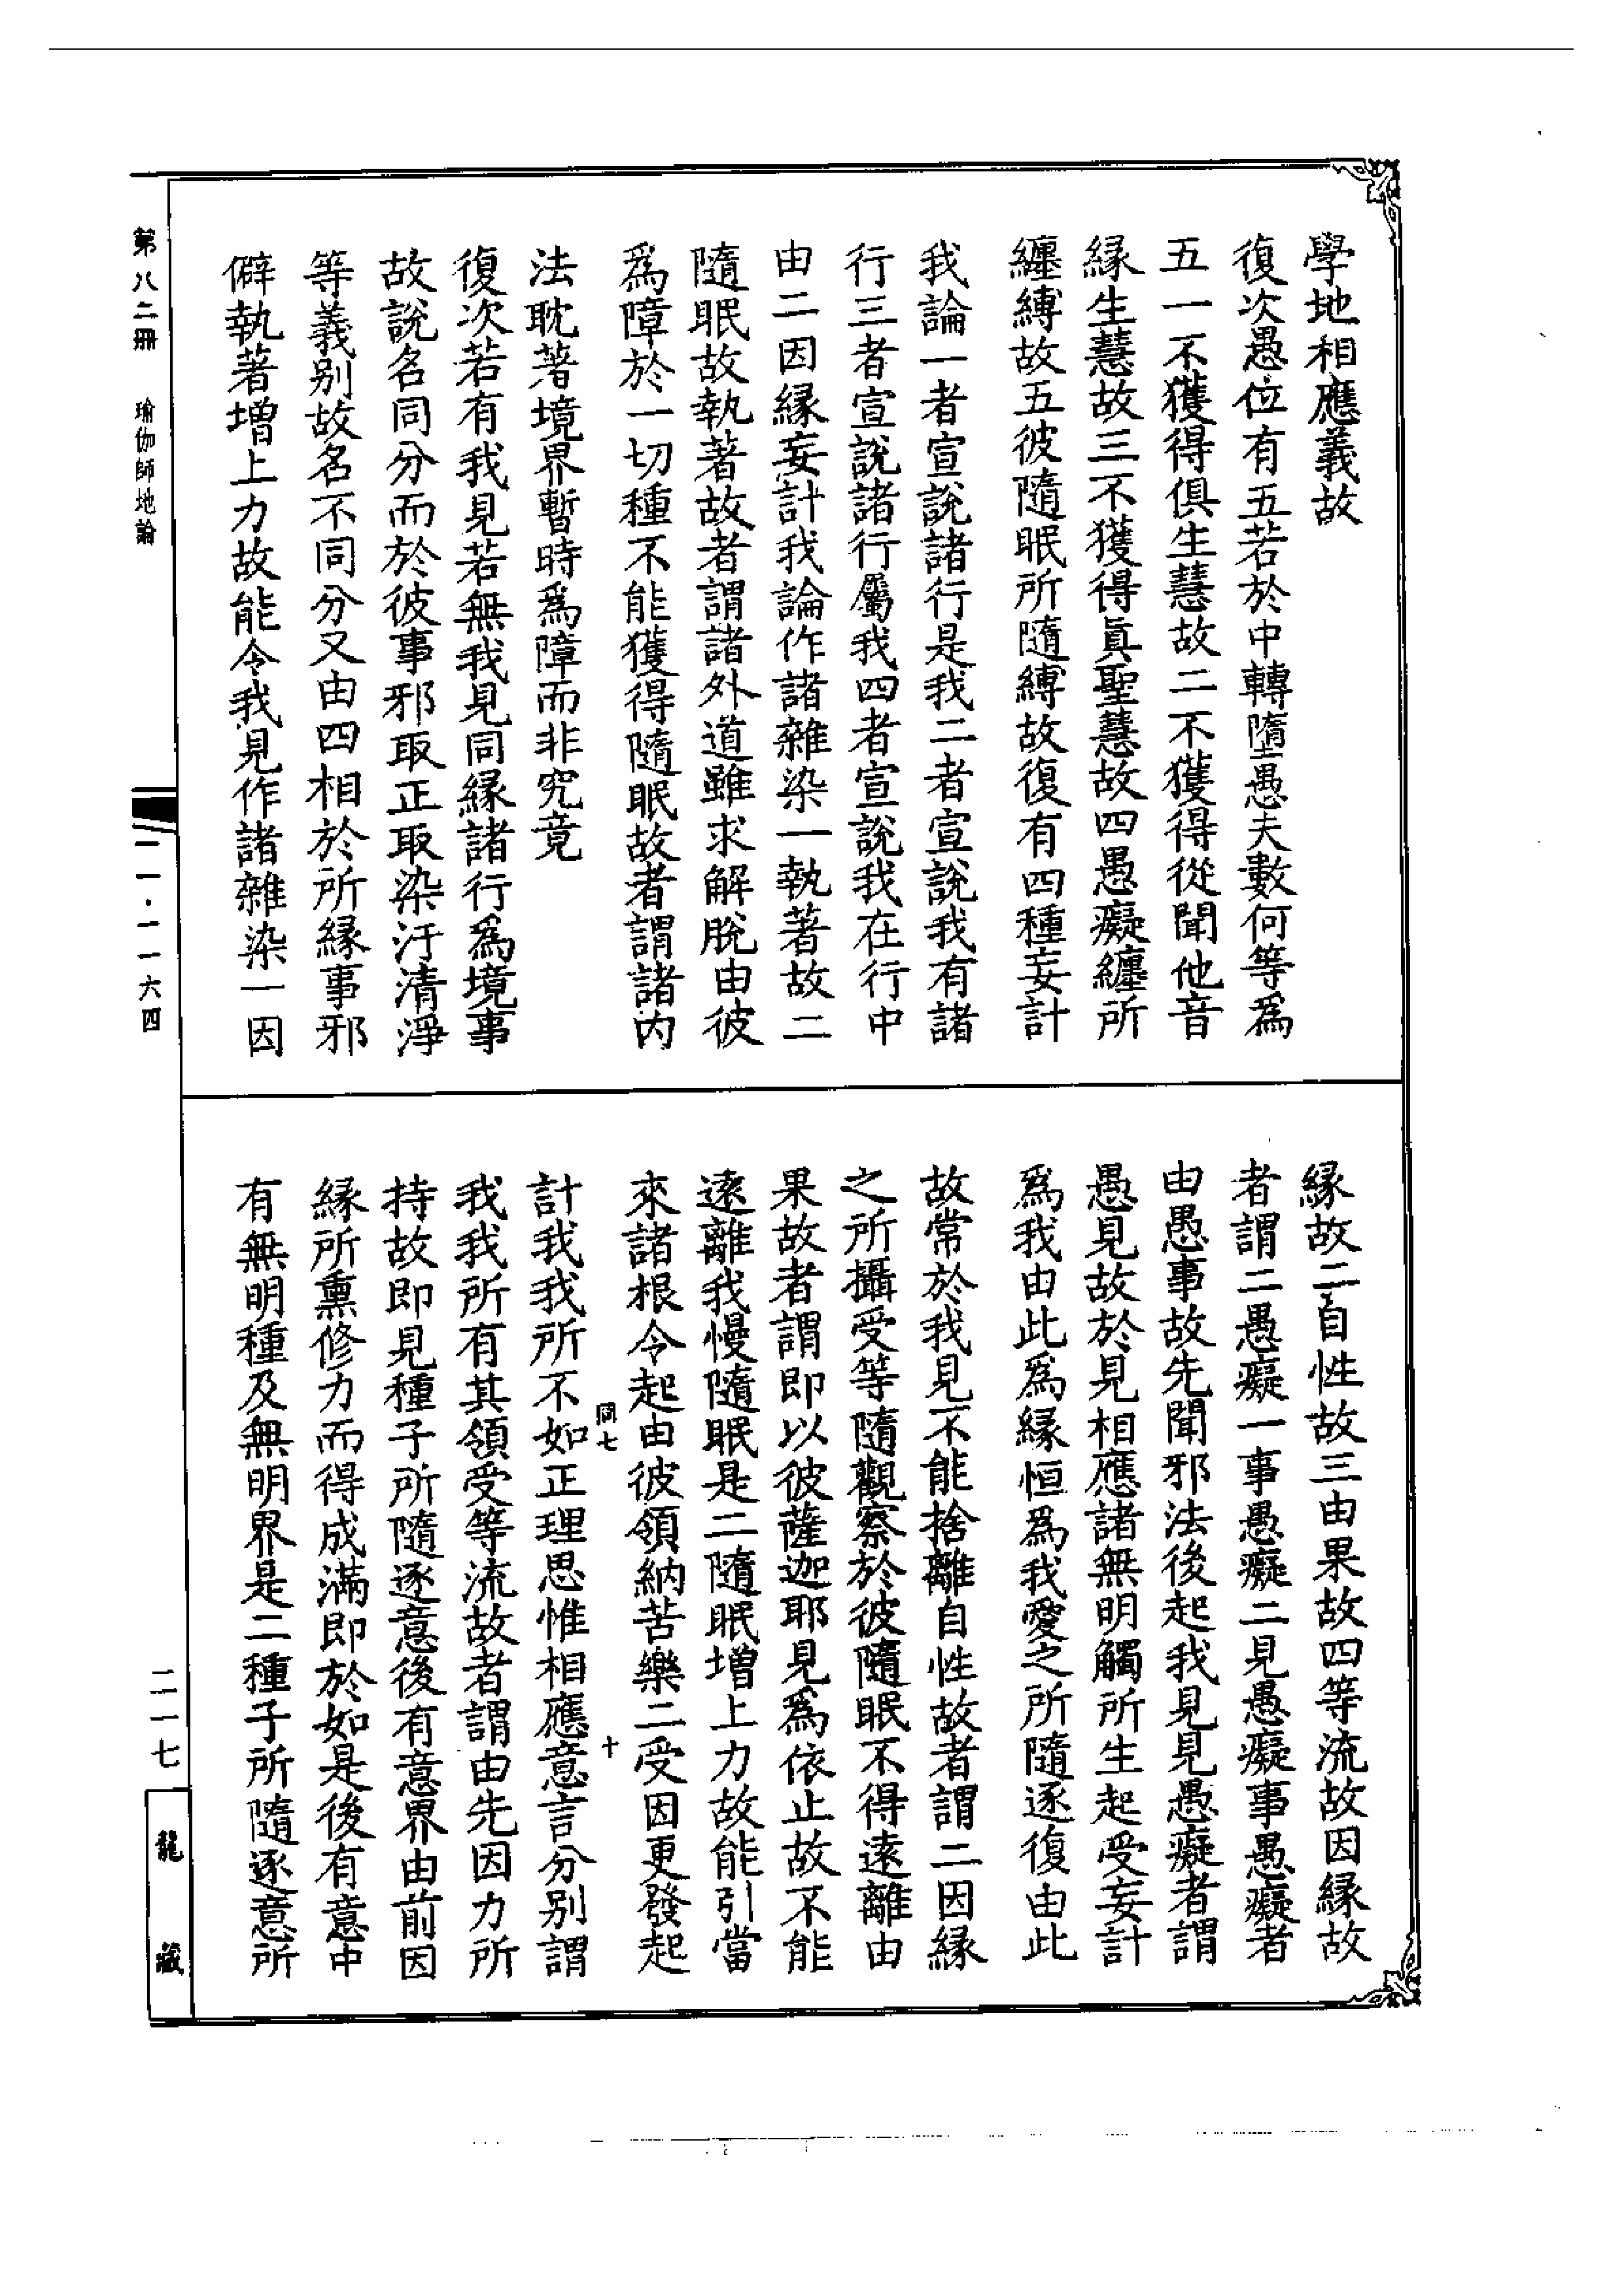 學地相應義故
復次愚位有五若於中轉墮愚夫數何等爲
五一不獲得俱生慧故二不獲得從聞他音
緣生慧故三不獲得眞聖慧故四愚癡纏所
纏縛故五彼隨眠所隨縛故復有四種妄計
我論一者宣說諸行是我二者宣說我有諸
行三者宣說諸行屬我四者宣說我在行中
由二因緣妄計我論作諸雜染一執著故二
隨眠故執著故者謂諸外道雖求解脫由彼
爲障於一切種不能獲得隨眠故者謂諸內
法耽著境界暫時爲障而非究竟
復次若有我見若無我見同緣諸行爲境事
故說名同分而於彼事邪取正取染汙清淨
等義別故名不同分又由四相於所緣事邪
僻執著增上力故能令我見作諸雜染一因
緣故二自性故三由果故四等流故因緣故
者謂二愚癡一事愚癡二見愚癡事愚癡者
由愚事故先聞邪法後起我見見愚癡者謂
愚見故於見相應諸無明觸所生起受妄計
爲我由此爲緣恒爲我愛之所隨逐復由此
故常於我見不能捨離自性故者謂二因緣
之所攝受等隨觀察於彼隨眠不得遠離由
果故者謂即以彼薩迦耶見爲依止故不能
遠離我慢隨眠是二隨眠增上力故能引當
來諸根令起由彼領納苦樂二受因更發起
同七 十
計我我所不如正理思惟相應意言分別謂
我我所有其領受等流故者謂由先因力所
持故即見種子所隨逐意後有意界由前因
緣所熏修力而得成滿即於如是後有意中
有無明種及無明界是二種子所隨逐意所
第八二冊 瑜伽師地論
一一·一一六四
二一七
龍藏